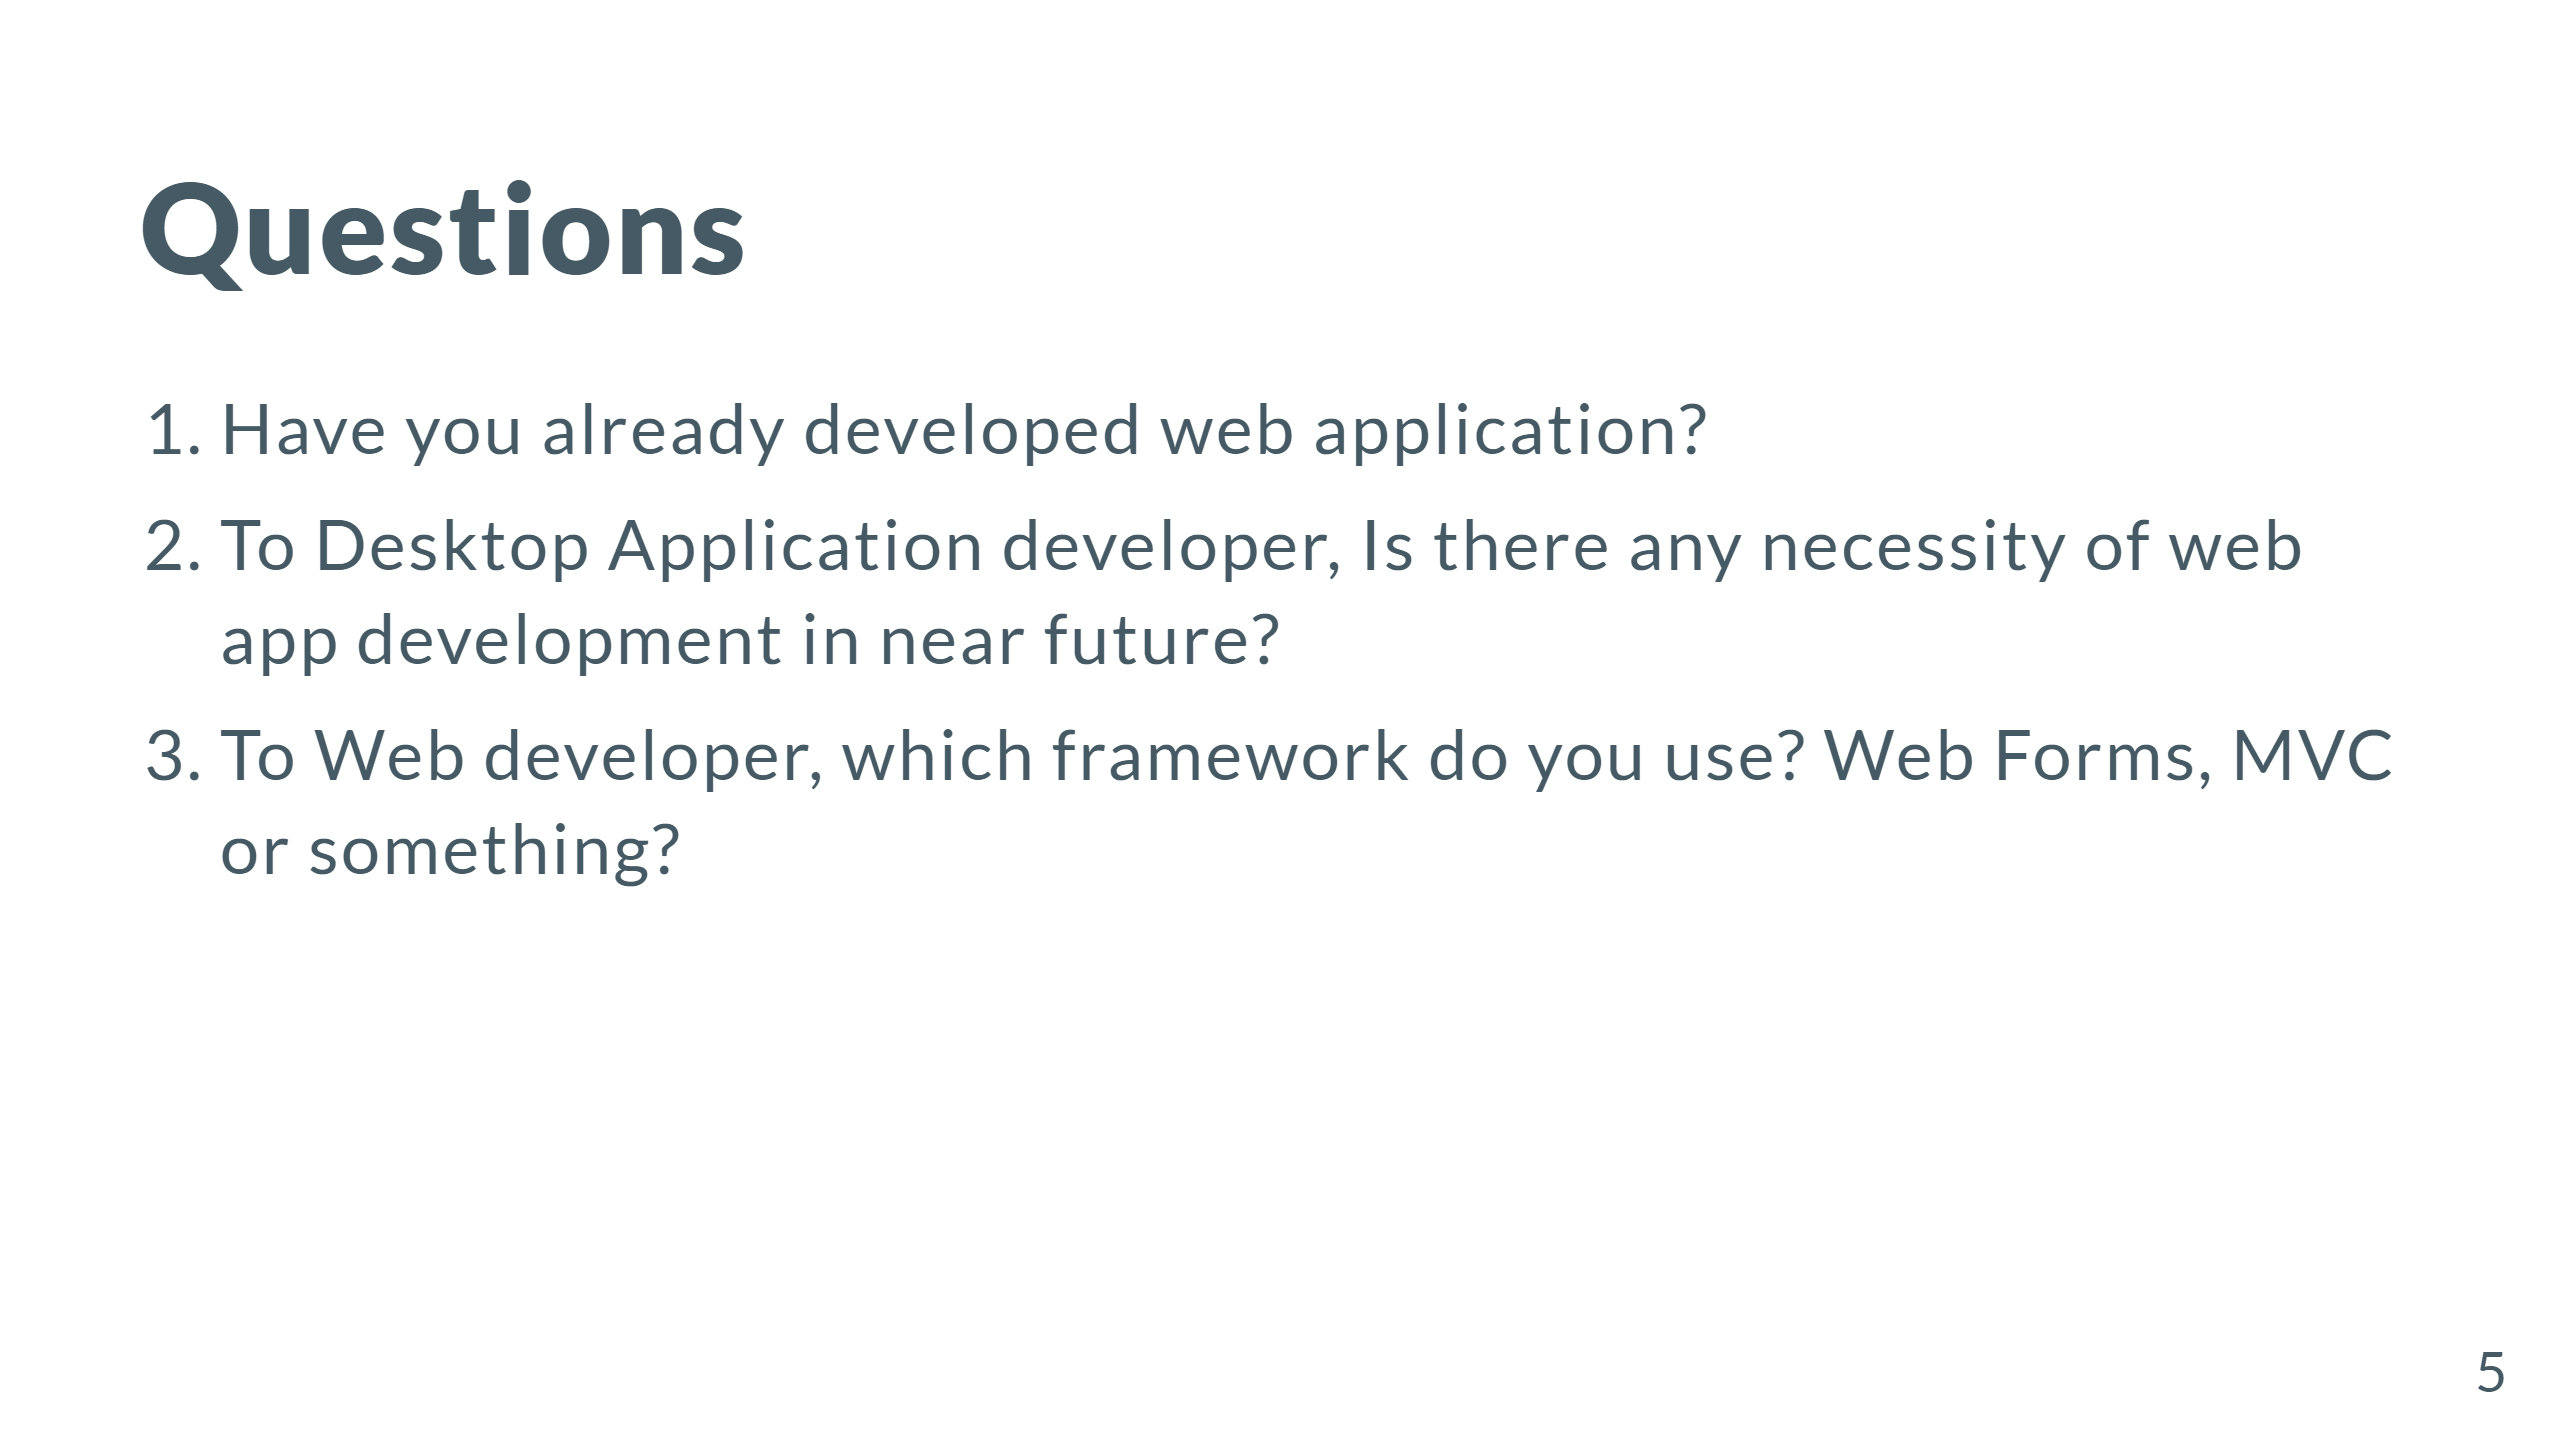 Questions
1. Have you already developed web application?
2. To Desktop Application developer, Is there any necessity of web
app development in near future?
3. To Web developer, which framework do you use? Web Forms, MVC
or something?
5